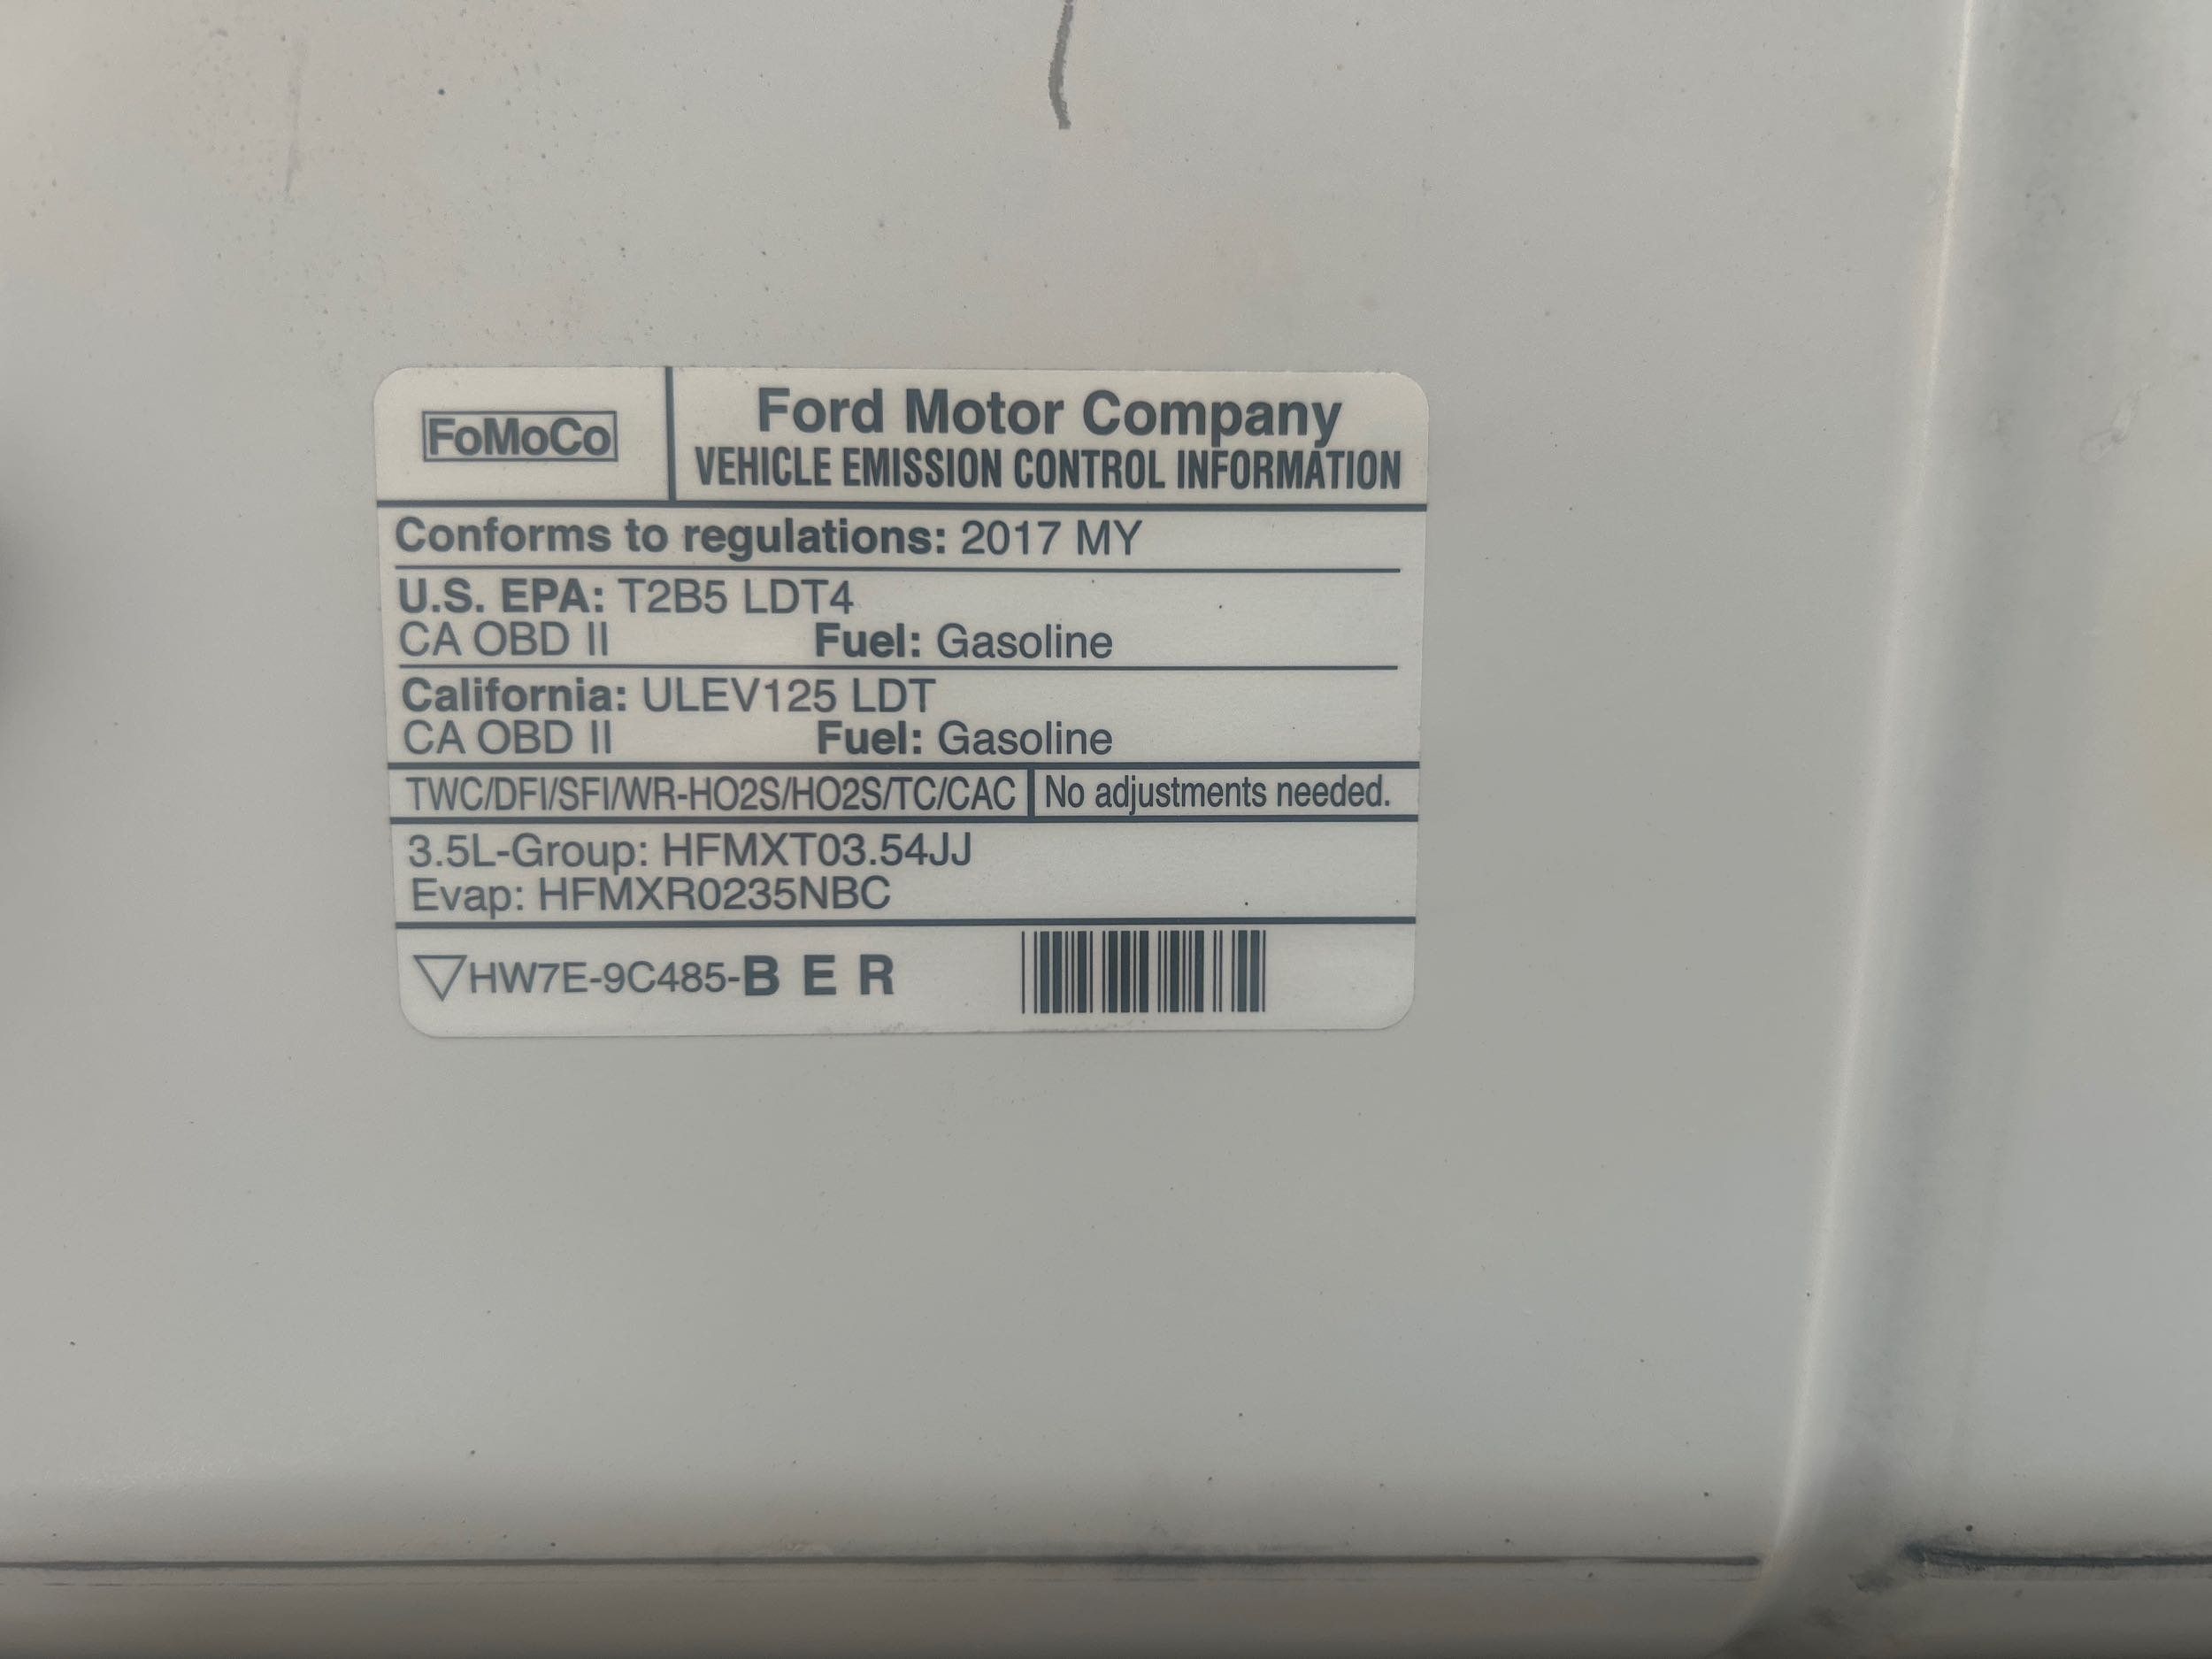 FoMoCo
Ford Motor Company
VEHICLE EMISSION CONTROL INFORMATION
Conforms to regulations: 2017 MY
U.S. EPA: T2B5 LDT4
CA OBD II Fuel: Gasoline
California: ULEV125 LDT
CA OBD II Fuel: Gasoline
TWC/DFI/SFI/WR-HO2S/HO2S/TC/CAC No adjustments needed.
3.5L-Group: HFMXT03.54JJ
Evap: HFMXR0235NBC
▽HW7E-9C485-B E R